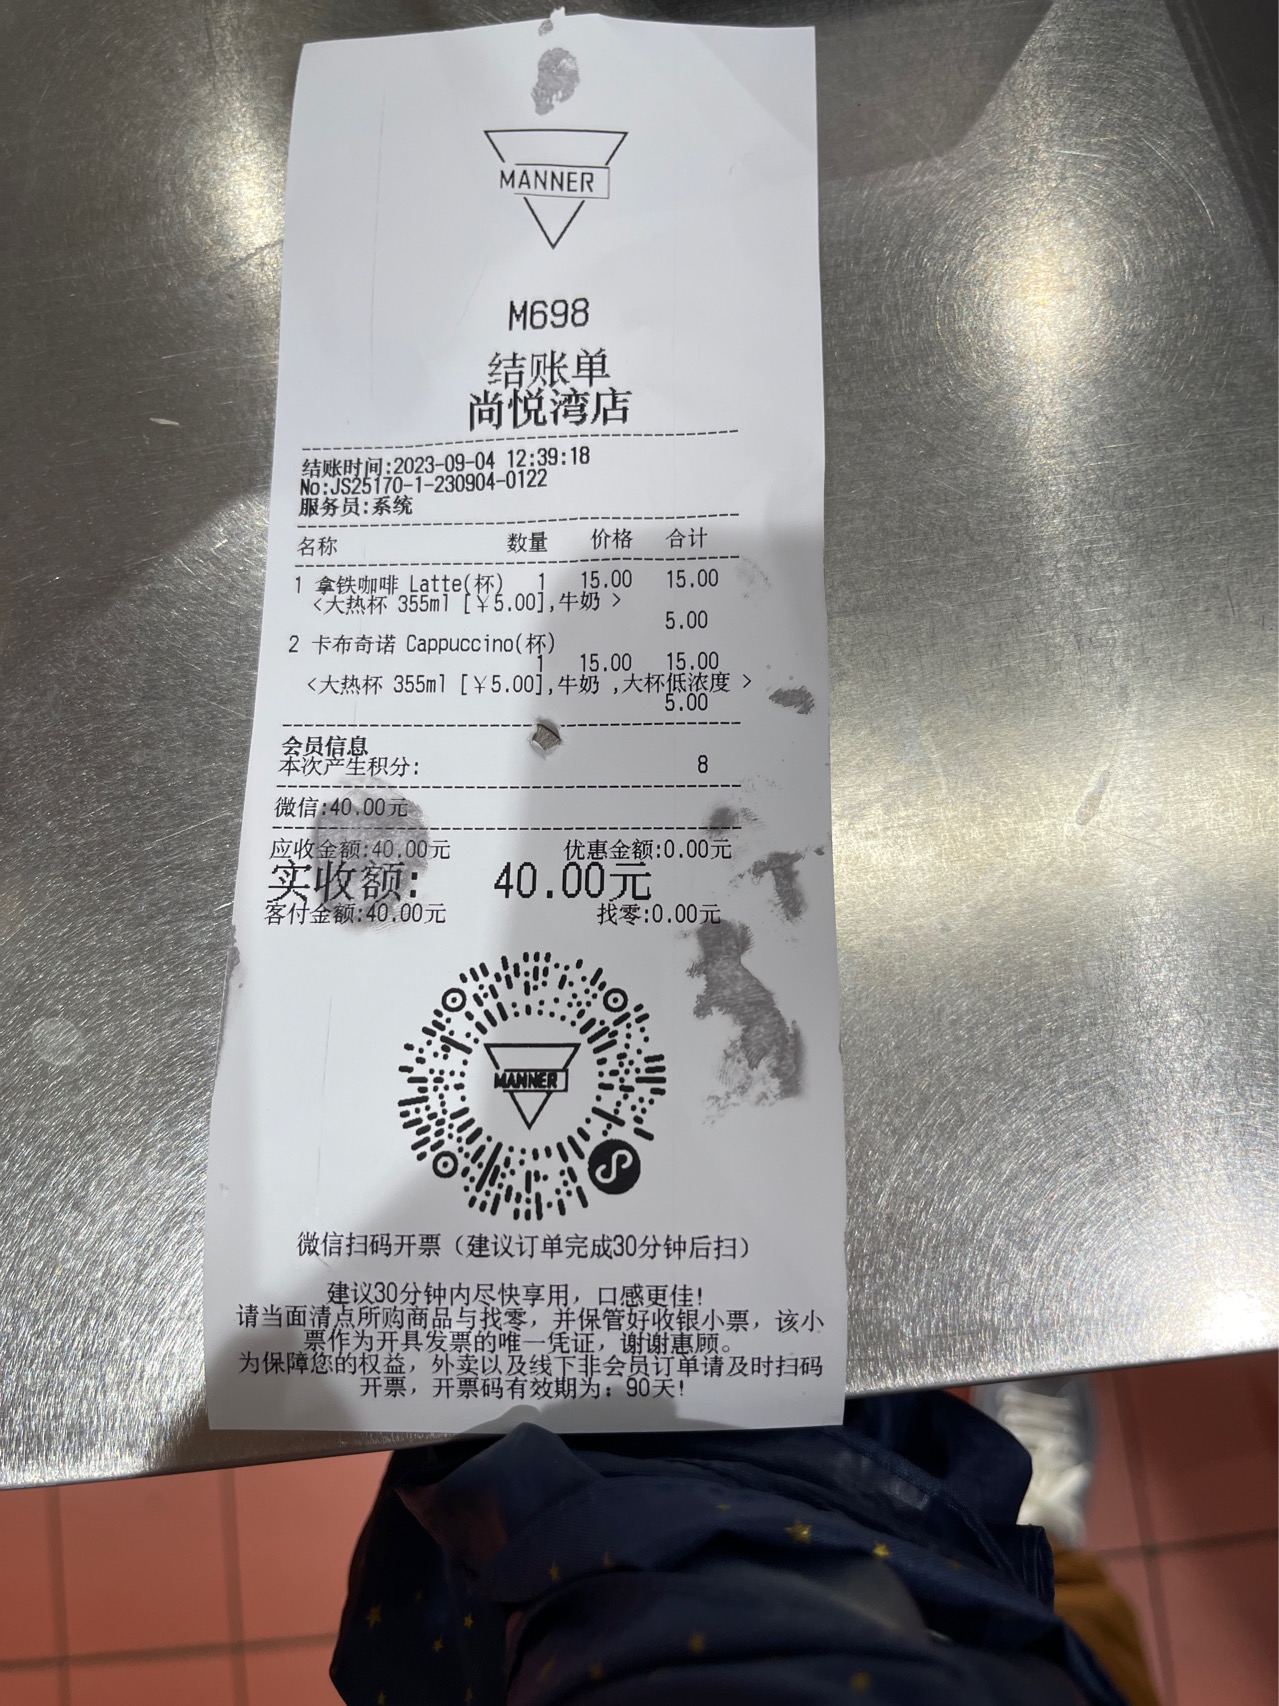 MANNER
M698
结账单
尚悦湾店
结账时间:2023-09-04 12:39:18
No:JS25170-1-230904-0122
服务员:系统
名称 数量 价格 合计
1 拿铁咖啡 Latte(杯) 1 15.00 15.00
<大热杯 355ml [￥5.00],牛奶 >
5.00
2 卡布奇诺 Cappuccino(杯)
1 15.00 15.00
<大热杯 355ml [￥5.00],牛奶 ,大杯低浓度 >
5.00
会员信息
本次产生积分: 8
微信:40.00元
应收金额:40.00元 优惠金额:0.00元
实收额: 40.00元
客付金额:40.00元 找零:0.00元
MANNER
微信扫码开票（建议订单完成30分钟后扫）
建议30分钟内尽快享用，口感更佳!
请当面清点所购商品与找零，并保管好收银小票，该小
票作为开具发票的唯一凭证，谢谢惠顾。
为保障您的权益，外卖以及线下非会员订单请及时扫码
开票，开票码有效期为：90天!